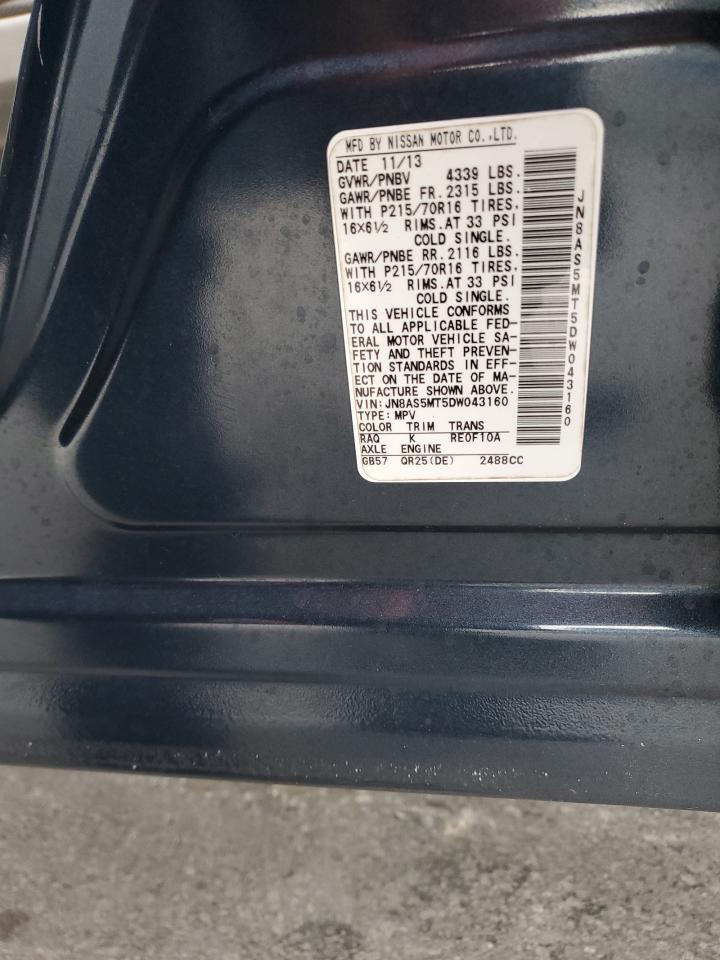 MFD BY NISSAN MOTOR CO.,LTD.
DATE 11/13
GVWR/PNBV 4339 LBS.
GAWR/PNBE FR. 2315 LBS.
WITH P215/70R16 TIRES,
16X6½ RIMS.AT 33 PSI
COLD SINGLE.
GAWR/PNBE RR. 2116 LBS.
WITH P215/70R16 TIRES,
16X6½ RIMS.AT 33 PSI
COLD SINGLE.
THIS VEHICLE CONFORMS
TO ALL APPLICABLE FED-
ERAL MOTOR VEHICLE SA-
FETY AND THEFT PREVEN-
TION STANDARDS IN EFF-
ECT ON THE DATE OF MA-
NUFACTURE SHOWN ABOVE.
VIN:JN8AS5MT5DW043160
TYPE: MPV
COLOR TRIM TRANS
RAQ K RE0F10A
AXLE ENGINE
GB57 QR25(DE) 2488CC
JN8AS5MT5DW043160